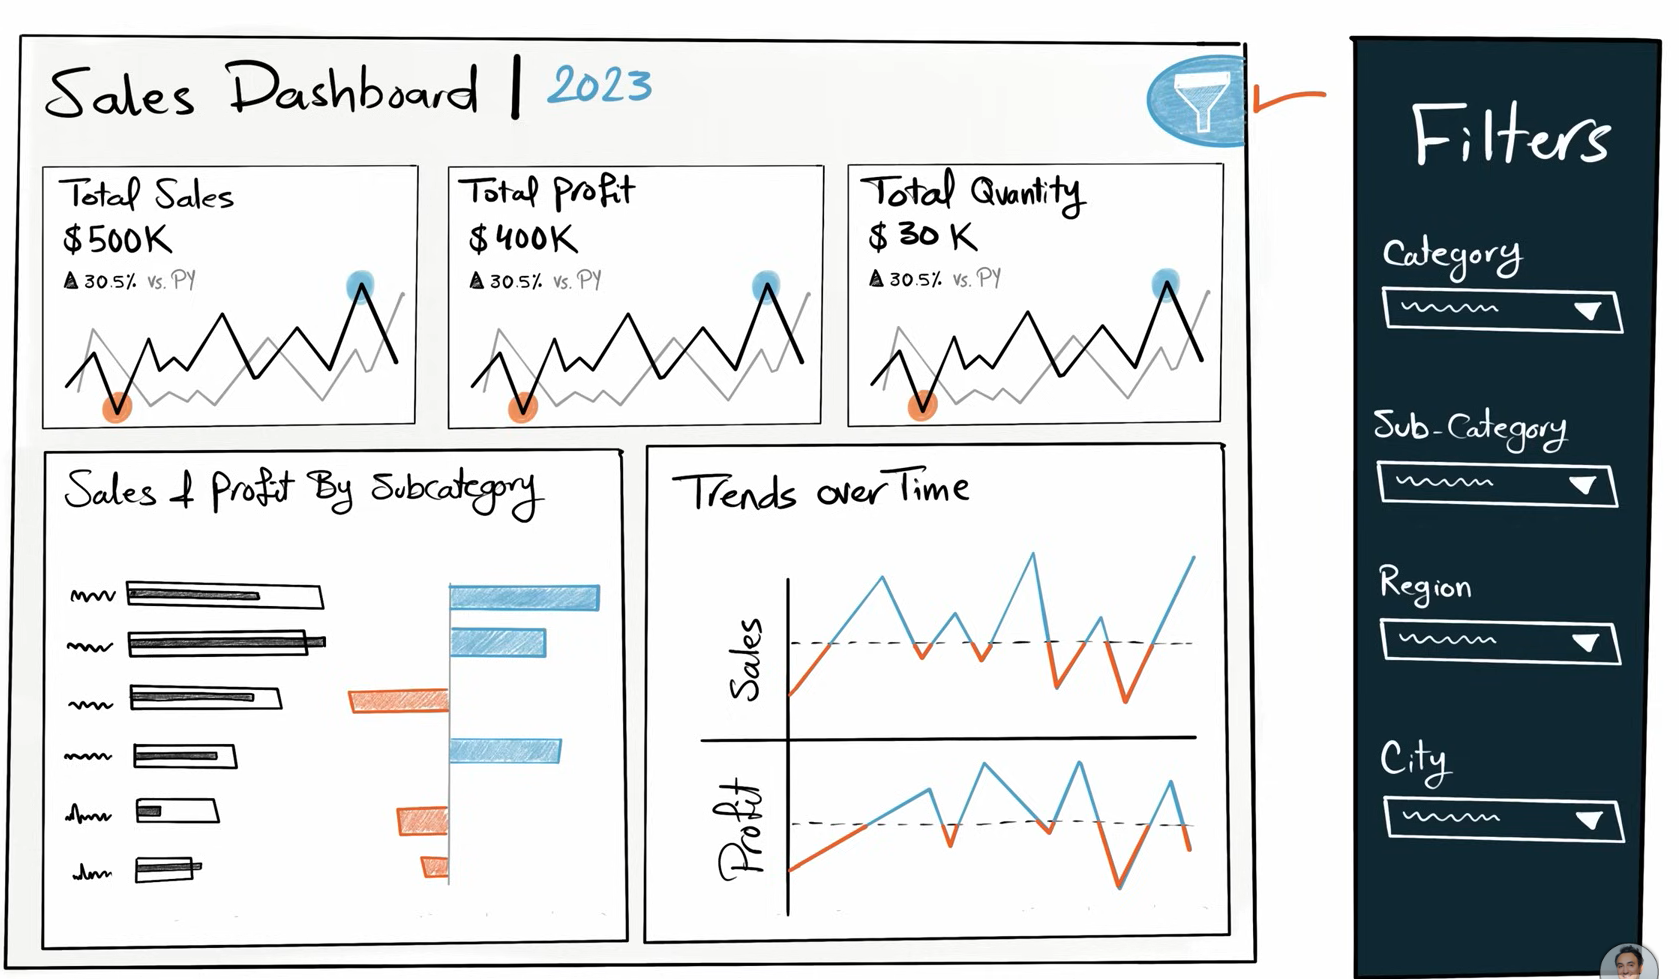 Sales Dashboard | 2023
Total Sales
$500K
▲ 30.5% vs. PY
Total Profit
$400K
▲ 30.5% vs. PY
Total Quantity
$30K
▲ 30.5% vs. PY
Sales & Profit By Subcategory
Trends over Time
Sales
Profit
Filters
Category
Sub-Category
Region
City